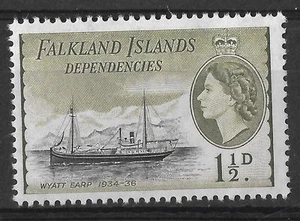 FALKLAND ISLANDS
DEPENDENCIES
WYATT EARP 1934-36
1½D.